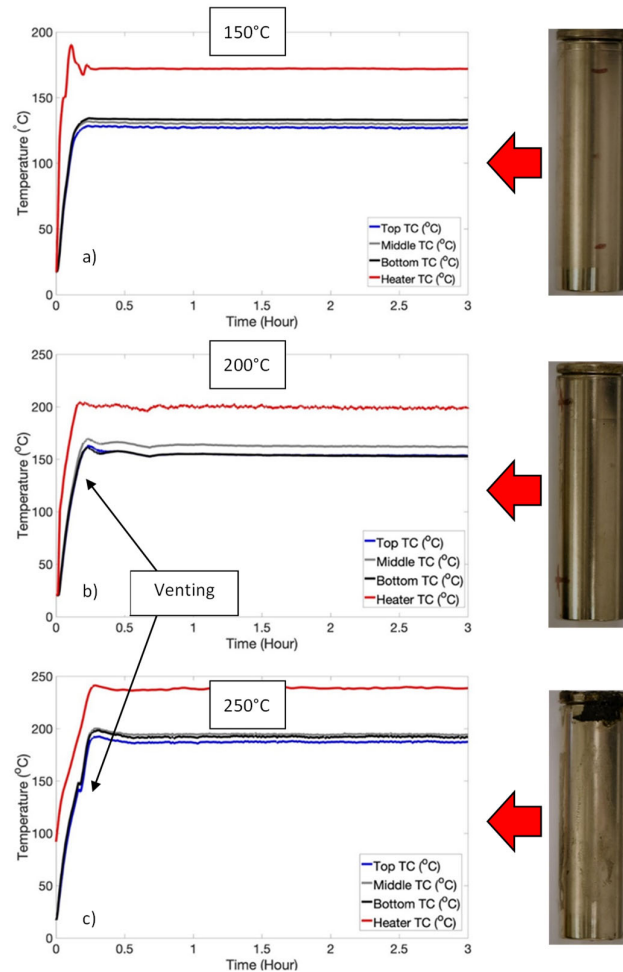 150°C
200
150
100
50
0
Temperature (°C)
a)
Top TC (°C)
Middle TC (°C)
Bottom TC (°C)
Heater TC (°C)
0 0.5 1 1.5 2 2.5 3
Time (Hour)
200°C
250
200
150
100
50
0
Temperature (°C)
b)
Venting
Top TC (°C)
Middle TC (°C)
Bottom TC (°C)
Heater TC (°C)
0 0.5 1 1.5 2 2.5 3
Time (Hour)
250°C
250
200
150
100
50
0
Temperature (°C)
c)
Top TC (°C)
Middle TC (°C)
Bottom TC (°C)
Heater TC (°C)
0 0.5 1 1.5 2 2.5 3
Time (Hour)